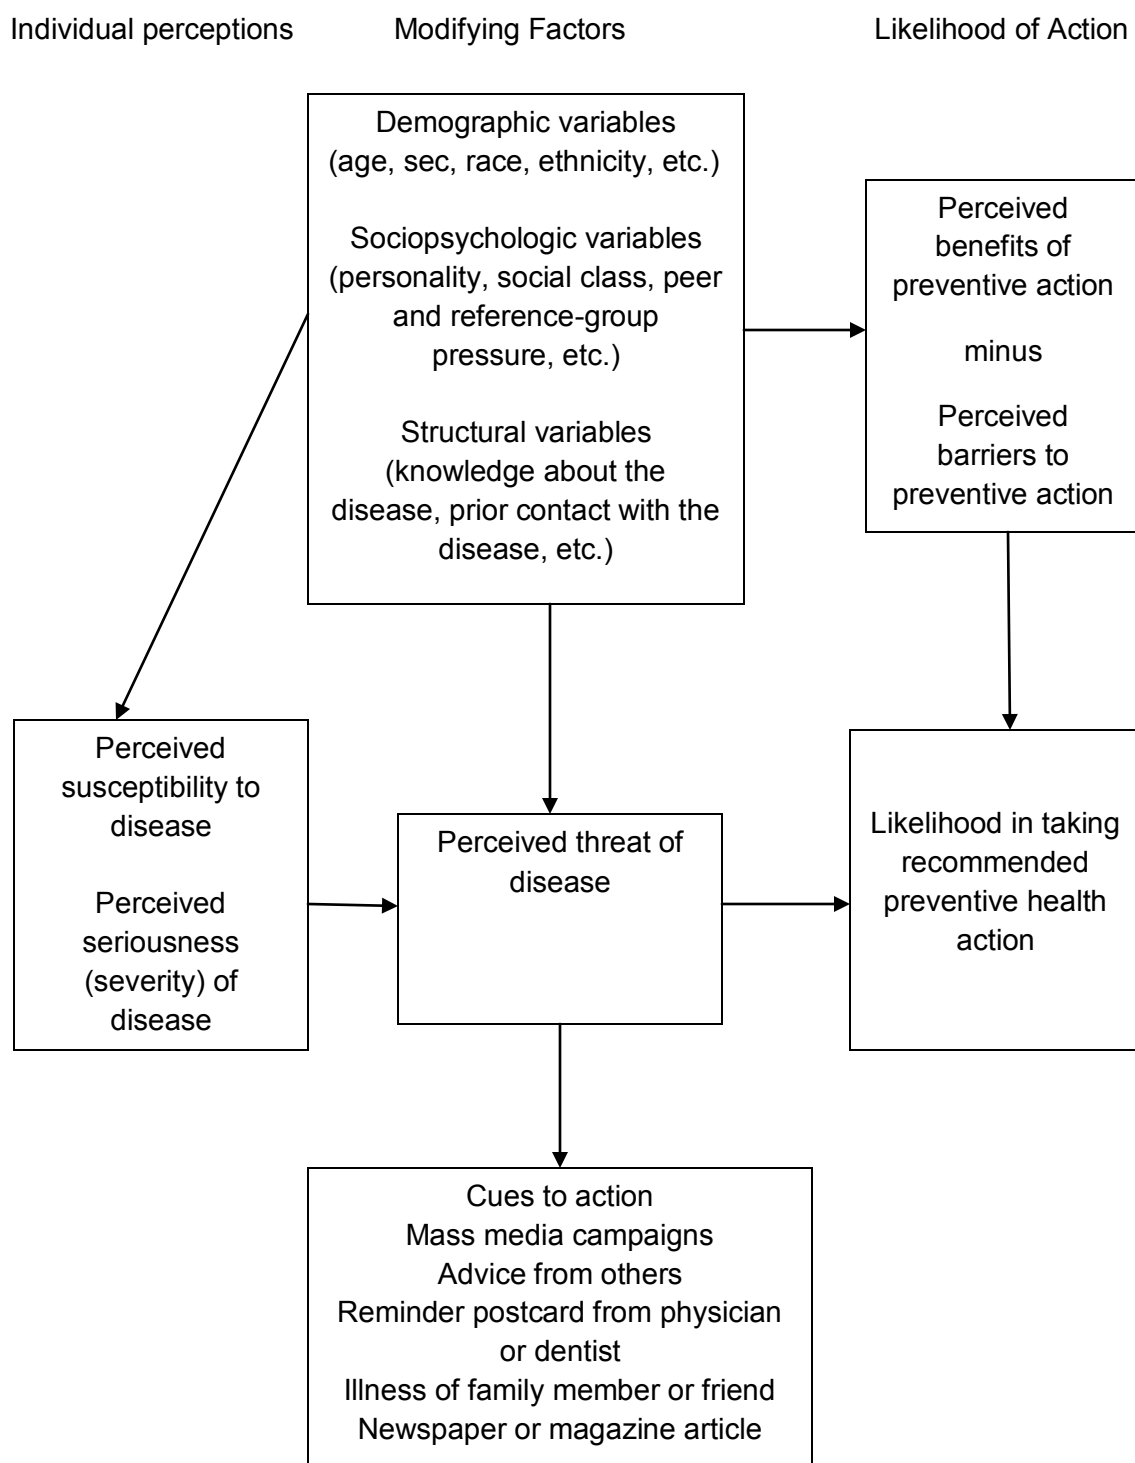 Individual perceptions
Modifying Factors
Likelihood of Action
Demographic variables
(age, sec, race, ethnicity, etc.)
Sociopsychologic variables
(personality, social class, peer
and reference-group
pressure, etc.)
Structural variables
(knowledge about the
disease, prior contact with the
disease, etc.)
Perceived
benefits of
preventive action
minus
Perceived
barriers to
preventive action
Perceived
susceptibility to
disease
Perceived
seriousness
(severity) of
disease
Perceived threat of
disease
Likelihood in taking
recommended
preventive health
action
Cues to action
Mass media campaigns
Advice from others
Reminder postcard from physician
or dentist
Illness of family member or friend
Newspaper or magazine article